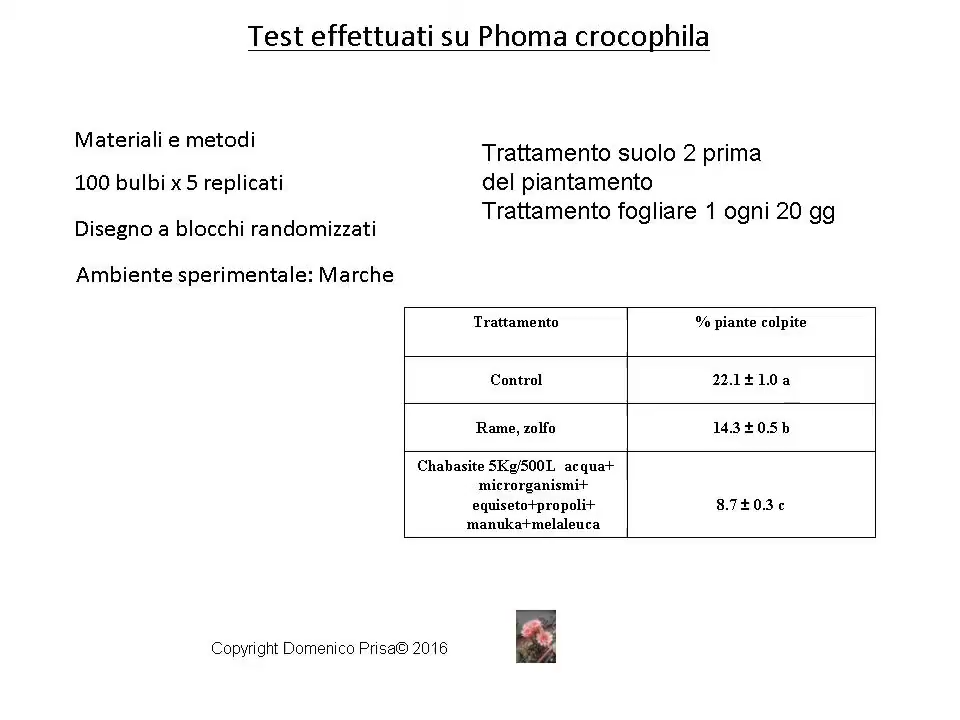 Test effettuati su Phoma crocophila
Materiali e metodi
100 bulbi x 5 replicati
Disegno a blocchi randomizzati
Ambiente sperimentale: Marche
Trattamento suolo 2 prima
del piantamento
Trattamento fogliare 1 ogni 20 gg
Trattamento % piante colpite
Control 22.1 ± 1.0 a
Rame, zolfo 14.3 ± 0.5 b
Chabasite 5Kg/500L acqua+
microrganismi+
equiseto+propoli+
manuka+melaleuca
8.7 ± 0.3 c
Copyright Domenico Prisa© 2016